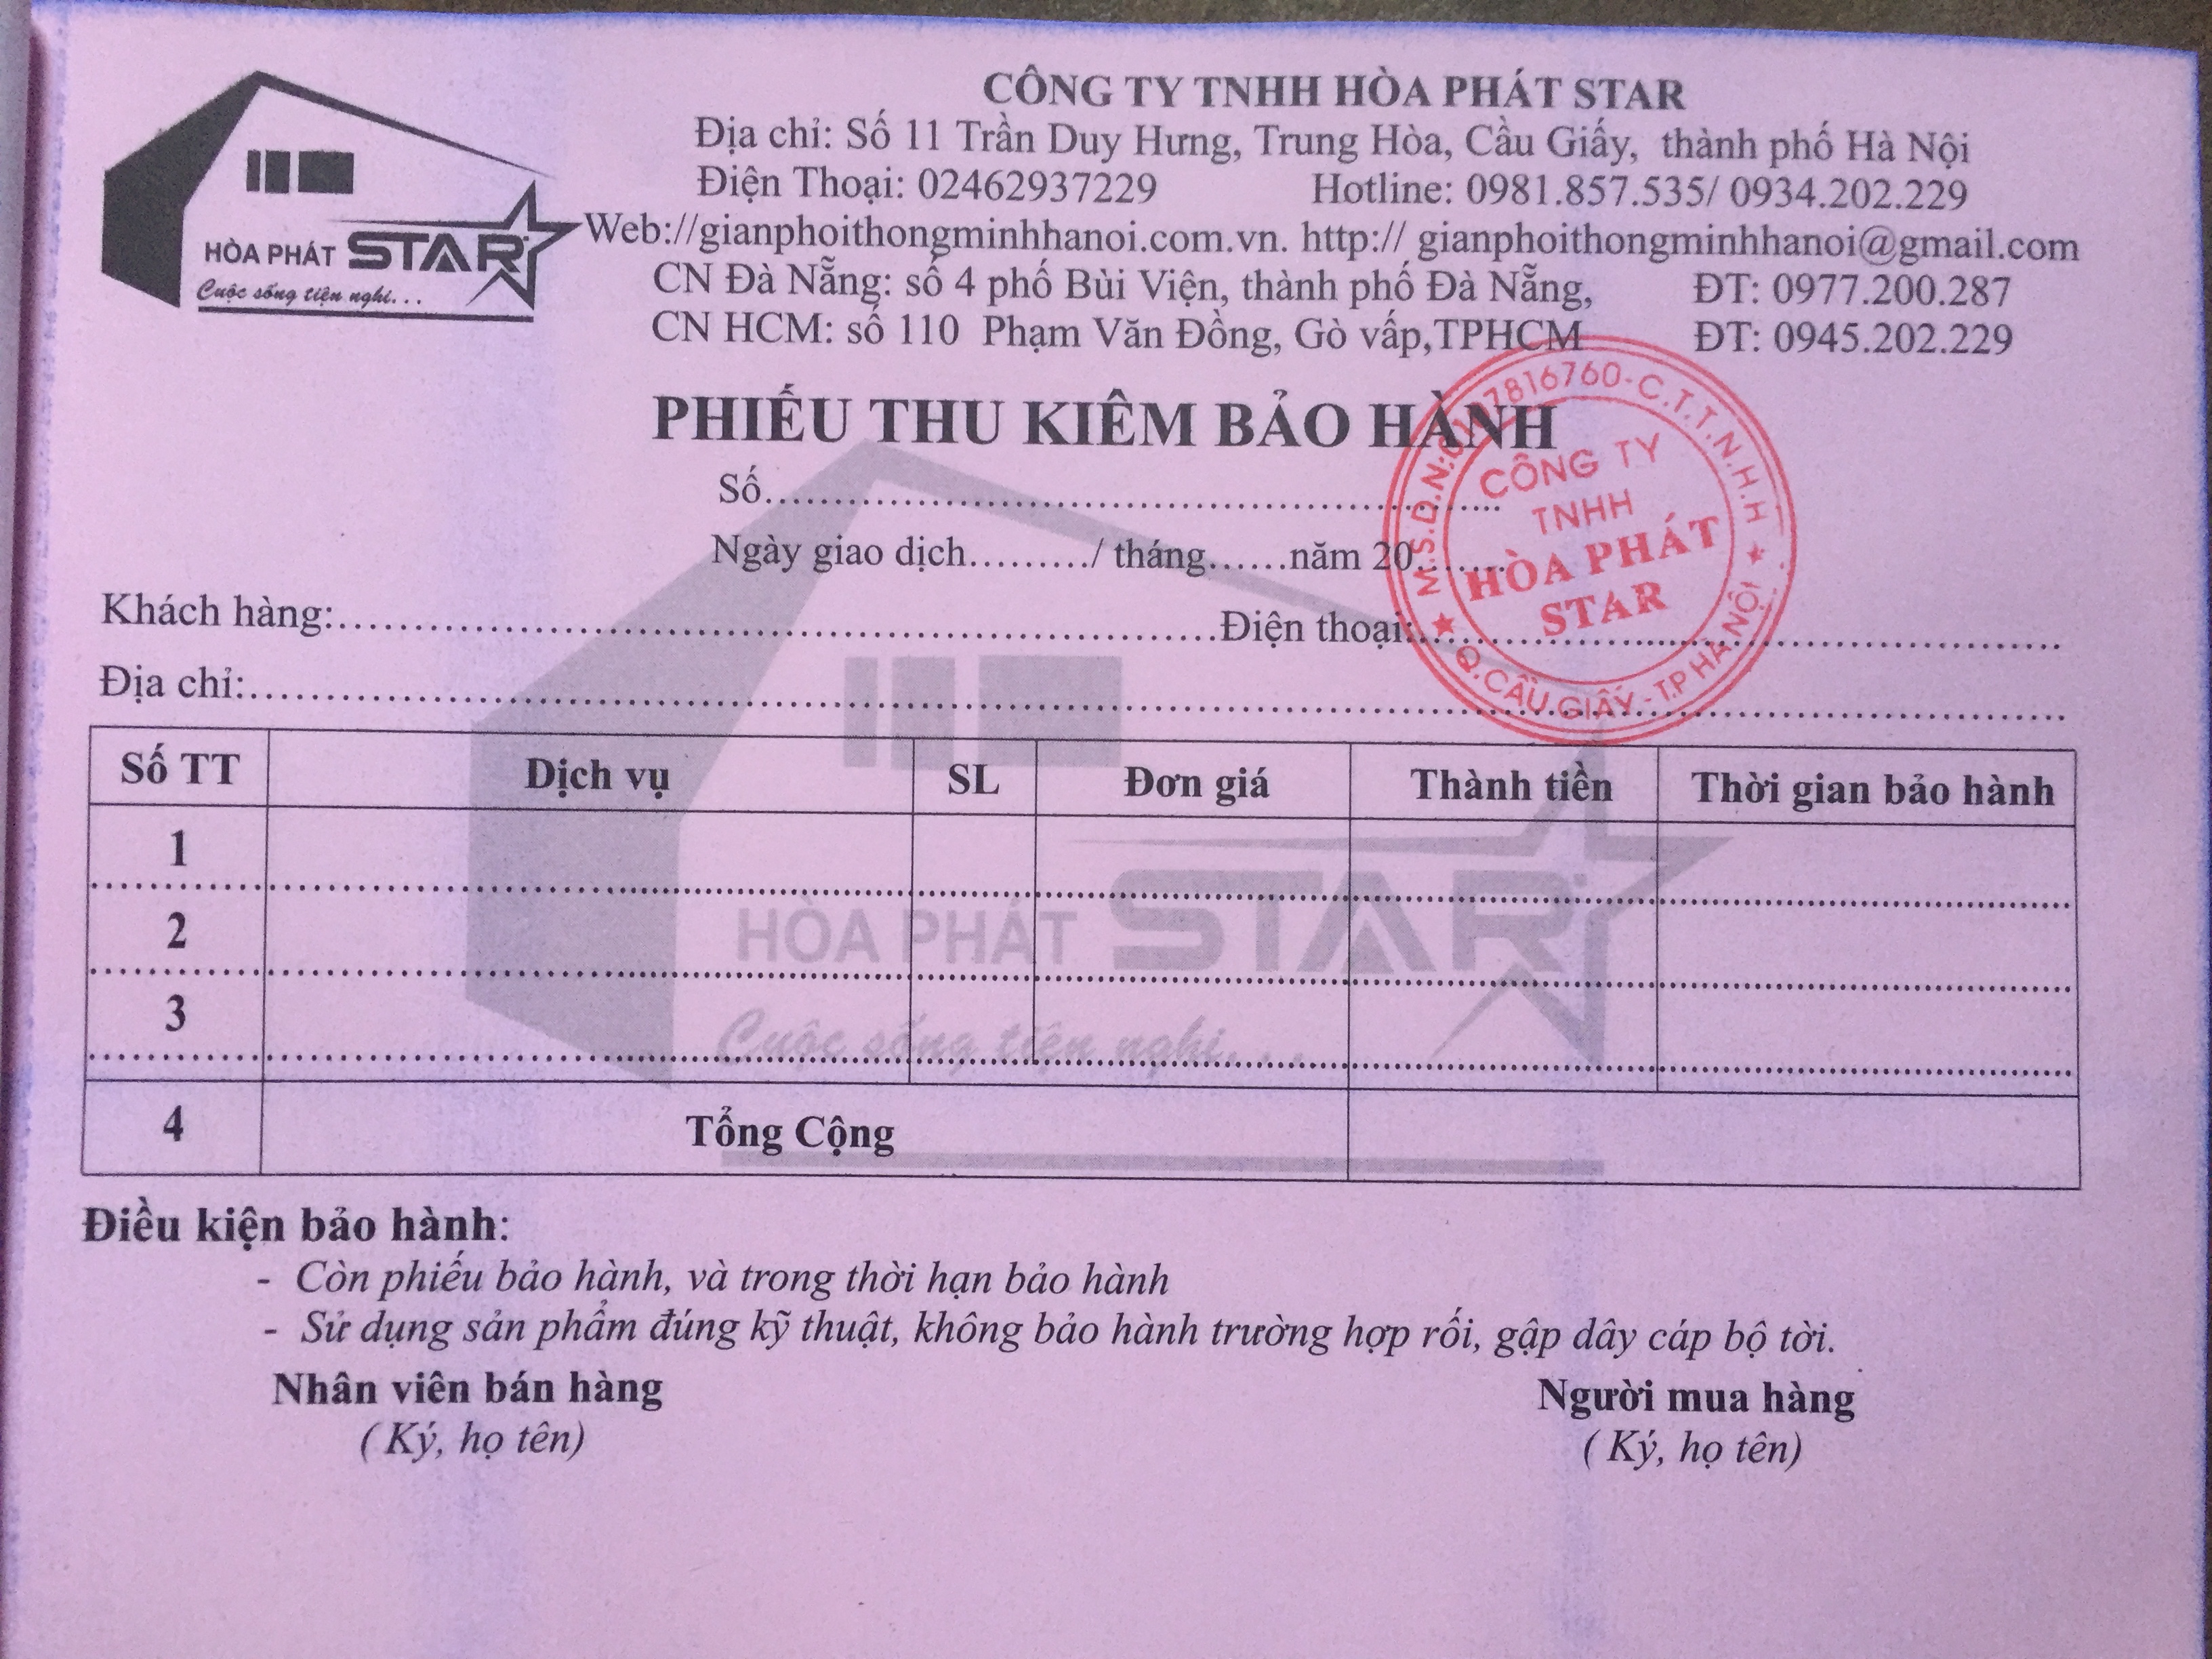 CÔNG TY TNHH HÒA PHÁT STAR
Địa chỉ: Số 11 Trần Duy Hưng, Trung Hòa, Cầu Giấy, thành phố Hà Nội
Điện Thoại: 02462937229 Hotline: 0981.857.535/ 0934.202.229
Web://gianphoithongminhhanoi.com.vn. http:// gianphoithongminhhanoi@gmail.com
CN Đà Nẵng: số 4 phố Bùi Viện, thành phố Đà Nẵng, ĐT: 0977.200.287
CN HCM: số 110 Phạm Văn Đồng, Gò vấp,TPHCM ĐT: 0945.202.229
HÒA PHÁT STAR
Cuộc sống tiện nghi...
PHIẾU THU KIÊM BẢO HÀNH
Số........................................
Ngày giao dịch........./ tháng......năm 20.......
Khách hàng:........................................Điện thoại:........................................
Địa chỉ:........................................
M.S.D.N:0107816760-C.T.T.N.H.H
CÔNG TY
TNHH
HÒA PHÁT
STAR
Q.CẦU GIẤY-T.P HÀ NỘI
Số TT Dịch vụ SL Đơn giá Thành tiền Thời gian bảo hành
1
2
3
4 Tổng Cộng
HÒA PHÁT STAR
Cuộc sống tiện nghi...
Điều kiện bảo hành:
- Còn phiếu bảo hành, và trong thời hạn bảo hành
- Sử dụng sản phẩm đúng kỹ thuật, không bảo hành trường hợp rối, gập dây cáp bộ tời.
Nhân viên bán hàng Người mua hàng
( Ký, họ tên) ( Ký, họ tên)